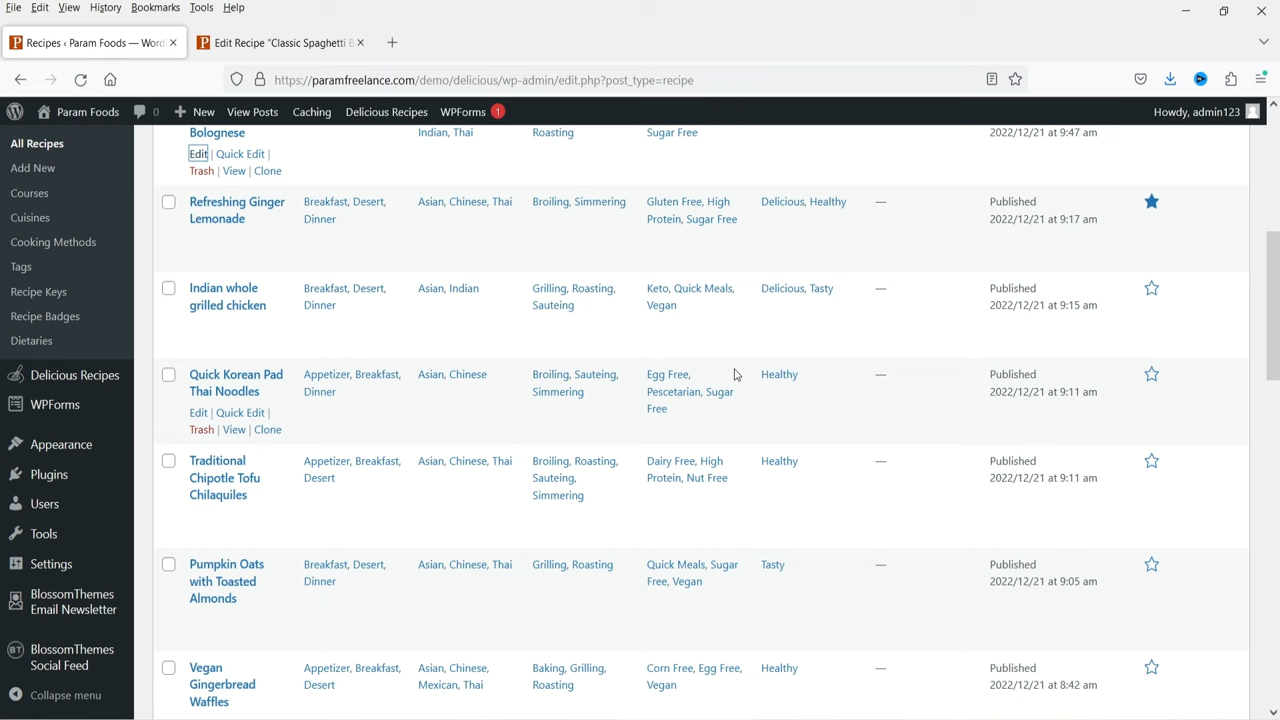 File Edit View History Bookmarks Tools Help
Recipes ‹ Param Foods — Word
Edit Recipe "Classic Spaghetti B
https://paramfreelance.com/demo/delicious/wp-admin/edit.php?post_type=recipe
Param Foods 0 New View Posts Caching Delicious Recipes WPForms 1 Howdy, admin123
All Recipes
Add New
Courses
Cuisines
Cooking Methods
Tags
Recipe Keys
Recipe Badges
Dietaries
Delicious Recipes
WPForms
Appearance
Plugins
Users
Tools
Settings
BlossomThemes
Email Newsletter
BlossomThemes
Social Feed
Collapse menu
Bolognese Indian, Thai Roasting Sugar Free 2022/12/21 at 9:47 am
Edit | Quick Edit |
Trash | View | Clone
Refreshing Ginger Breakfast, Desert, Asian, Chinese, Thai Broiling, Simmering Gluten Free, High Delicious, Healthy — Published
Lemonade Dinner Protein, Sugar Free 2022/12/21 at 9:17 am
Indian whole Breakfast, Desert, Asian, Indian Grilling, Roasting, Keto, Quick Meals, Delicious, Tasty — Published
grilled chicken Dinner Sauteing Vegan 2022/12/21 at 9:15 am
Quick Korean Pad Appetizer, Breakfast, Asian, Chinese Broiling, Sauteing, Egg Free, Healthy — Published
Thai Noodles Dinner Simmering Pescetarian, Sugar 2022/12/21 at 9:11 am
Free
Edit | Quick Edit |
Trash | View | Clone
Traditional Appetizer, Breakfast, Asian, Chinese, Thai Broiling, Roasting, Dairy Free, High Healthy — Published
Chipotle Tofu Desert Sauteing, Protein, Nut Free 2022/12/21 at 9:11 am
Chilaquiles Simmering
Pumpkin Oats Breakfast, Desert, Asian, Chinese, Thai Grilling, Roasting Quick Meals, Sugar Tasty — Published
with Toasted Dinner Free, Vegan 2022/12/21 at 9:05 am
Almonds
Vegan Appetizer, Breakfast, Asian, Chinese, Baking, Grilling, Corn Free, Egg Free, Healthy — Published
Gingerbread Desert Mexican, Thai Roasting Vegan 2022/12/21 at 8:42 am
Waffles